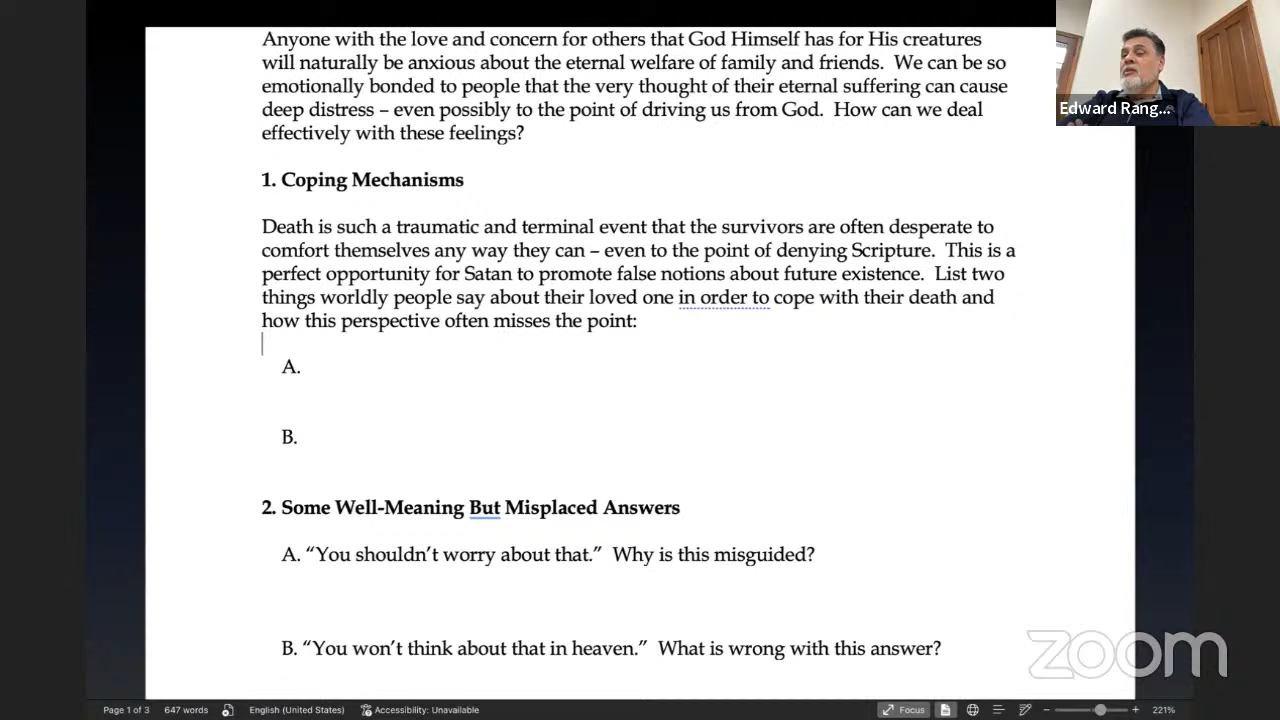 Anyone with the love and concern for others that God Himself has for His creatures
will naturally be anxious about the eternal welfare of family and friends.  We can be so
emotionally bonded to people that the very thought of their eternal suffering can cause
deep distress – even possibly to the point of driving us from God.  How can we deal
effectively with these feelings?
Edward Rang...
1. Coping Mechanisms
Death is such a traumatic and terminal event that the survivors are often desperate to
comfort themselves any way they can – even to the point of denying Scripture.  This is a
perfect opportunity for Satan to promote false notions about future existence.  List two
things worldly people say about their loved one in order to cope with their death and
how this perspective often misses the point:
A.
B.
2. Some Well-Meaning But Misplaced Answers
A. “You shouldn’t worry about that.”  Why is this misguided?
B. “You won’t think about that in heaven.”  What is wrong with this answer?
zoom
Page 1 of 3 647 words English (United States) Accessibility: Unavailable Focus 221%